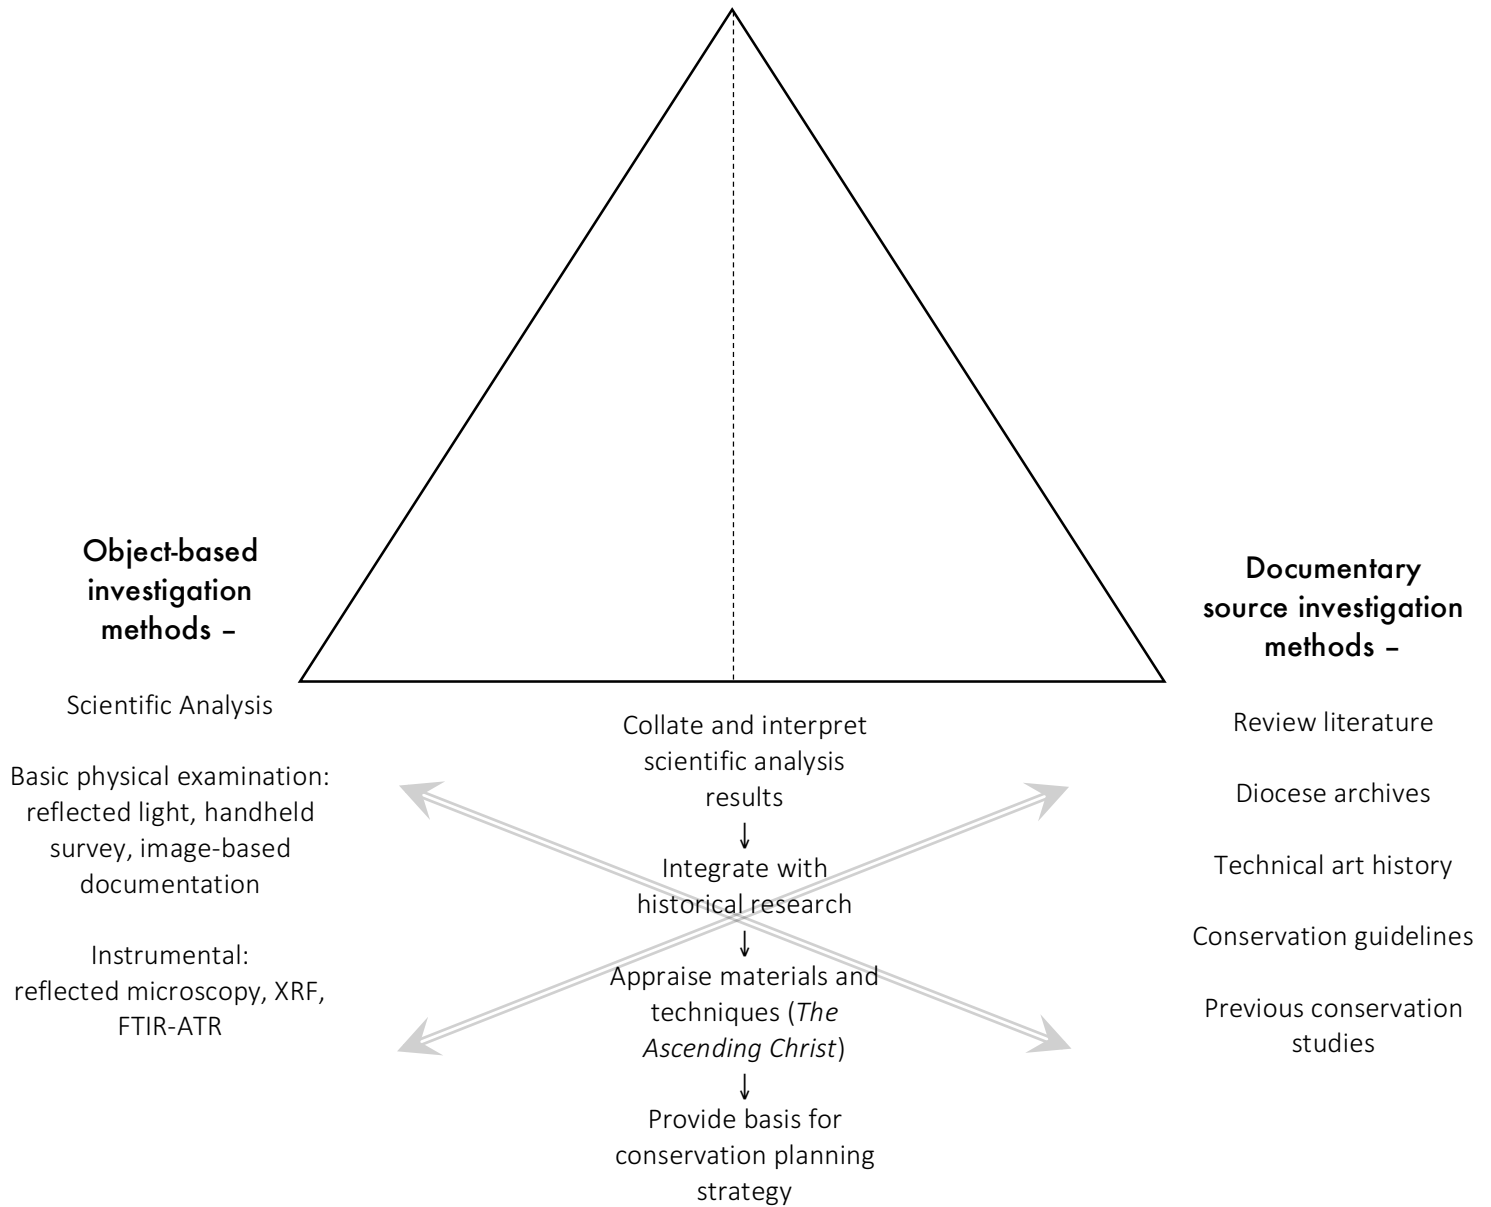 Object-based
investigation
methods –
Scientific Analysis
Basic physical examination:
reflected light, handheld
survey, image-based
documentation
Instrumental:
reflected microscopy, XRF,
FTIR-ATR
Collate and interpret
scientific analysis
results
↓
Integrate with
historical research
↓
Appraise materials and
techniques (The
Ascending Christ)
↓
Provide basis for
conservation planning
strategy
Documentary
source investigation
methods –
Review literature
Diocese archives
Technical art history
Conservation guidelines
Previous conservation
studies